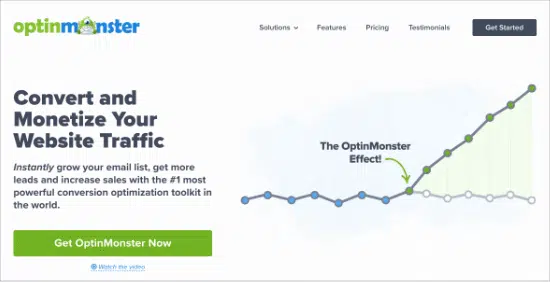 optinmonster
Solutions
Features
Pricing
Testimonials
Get Started
Convert and
Monetize Your
Website Traffic
Instantly grow your email list, get more
leads and increase sales with the #1 most
powerful conversion optimization toolkit in
the world.
The OptinMonster
Effect!
Get OptinMonster Now
Watch the video